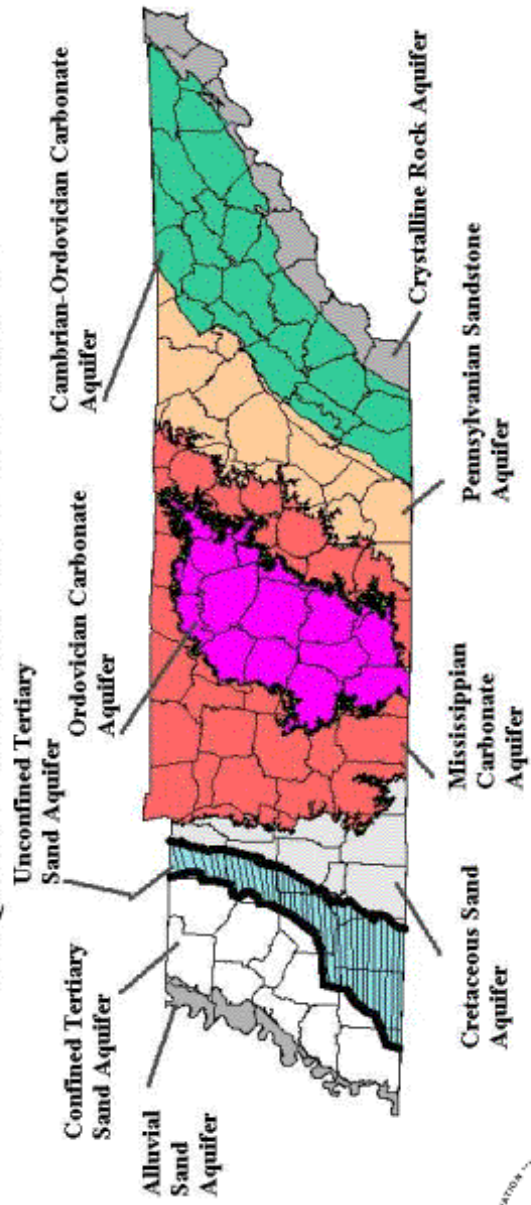 Cambrian-Ordovician Carbonate
Aquifer
Ordovician Carbonate
Aquifer
Unconfined Tertiary
Sand Aquifer
Confined Tertiary
Sand Aquifer
Alluvial
Sand
Aquifer
Crystalline Rock Aquifer
Pennsylvanian Sandstone
Aquifer
Mississippian
Carbonate
Aquifer
Cretaceous Sand
Aquifer